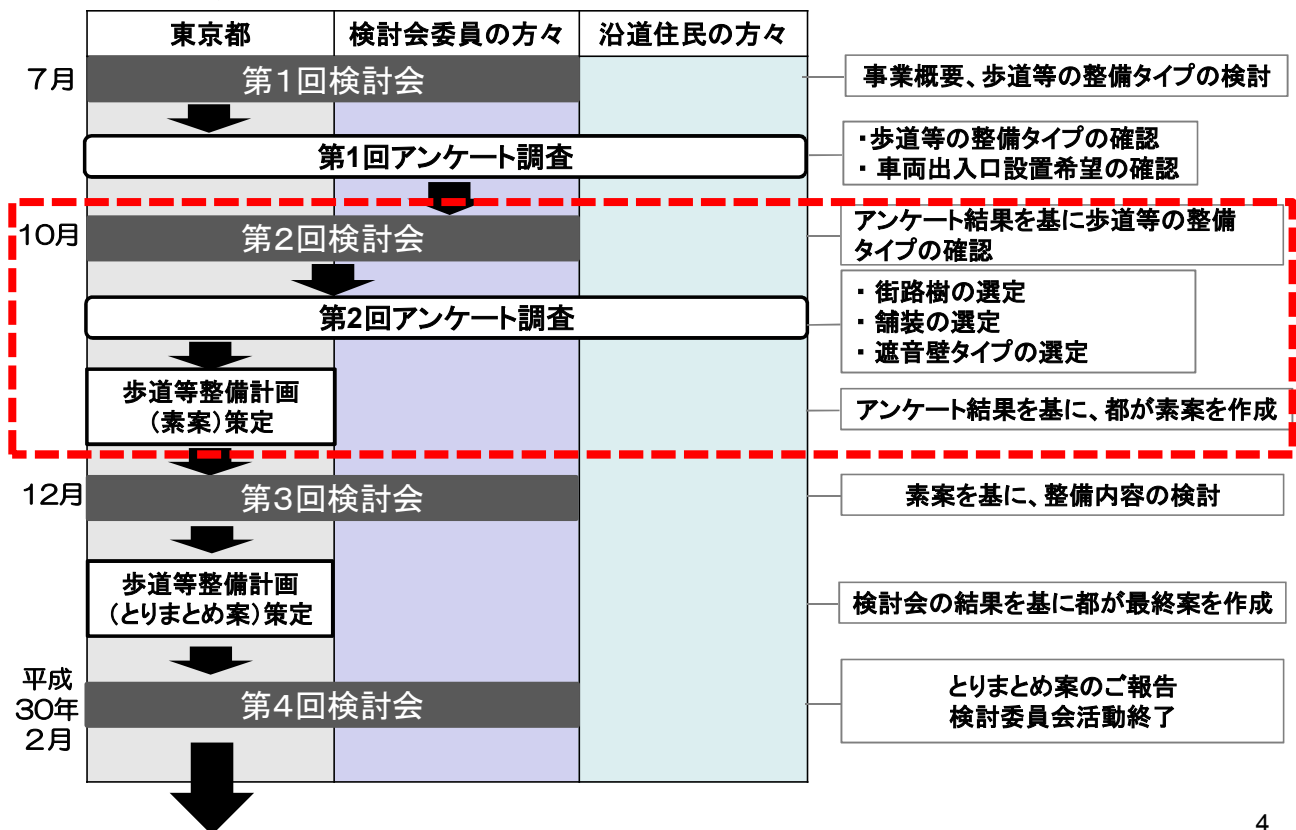 東京都
検討会委員の方々
沿道住民の方々
7月
第1回検討会
事業概要、歩道等の整備タイプの検討
第1回アンケート調査
・歩道等の整備タイプの確認
・車両出入口設置希望の確認
10月
第2回検討会
アンケート結果を基に歩道等の整備
タイプの確認
第2回アンケート調査
・街路樹の選定
・舗装の選定
・遮音壁タイプの選定
歩道等整備計画
(素案)策定
アンケート結果を基に、都が素案を作成
12月
第3回検討会
素案を基に、整備内容の検討
歩道等整備計画
(とりまとめ案)策定
検討会の結果を基に都が最終案を作成
平成
30年
2月
第4回検討会
とりまとめ案のご報告
検討委員会活動終了
4